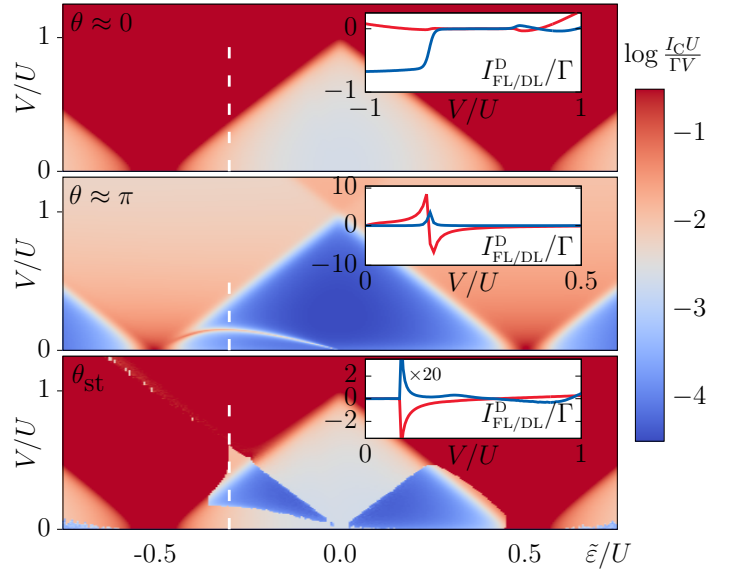 θ ≈ 0
1
0
V/U
0
−1
−1
1
I^D_FL/DL/Γ
V/U
log I_C U / ΓV
−1
−2
−3
−4
θ ≈ π
1
0
V/U
10
0
−10
0
0.5
I^D_FL/DL/Γ
V/U
θ_st
1
0
V/U
2
0
−2
×20
0
1
I^D_FL/DL/Γ
V/U
-0.5
0.0
0.5
ε̃/U